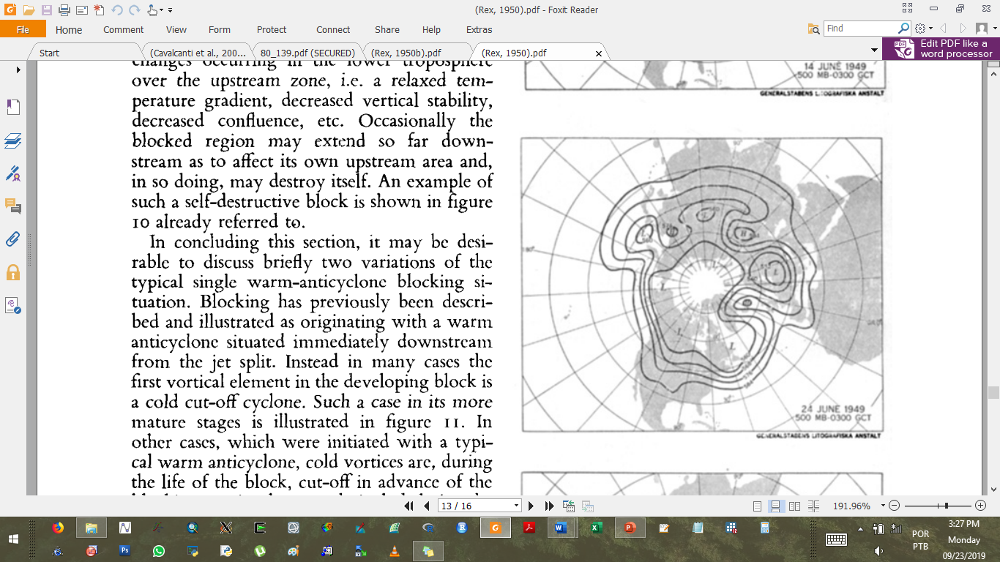 (Rex, 1950).pdf - Foxit Reader
File
Home
Comment
View
Form
Protect
Connect
Share
Help
Extras
Find
Edit PDF like a
word processor
Start
(Cavalcanti et al., 200...
80_139.pdf (SECURED)
(Rex, 1950b).pdf
(Rex, 1950).pdf
changes occurring in the lower troposphere
over the upstream zone, i.e. a relaxed tem-
perature gradient, decreased vertical stability,
decreased confluence, etc. Occasionally the
blocked region may extend so far down-
stream as to affect its own upstream area and,
in so doing, may destroy itself. An example of
such a self-destructive block is shown in figure
10 already referred to.
In concluding this section, it may be desi-
rable to discuss briefly two variations of the
typical single warm-anticyclone blocking si-
tuation. Blocking has previously been descri-
bed and illustrated as originating with a warm
anticyclone situated immediately downstream
from the jet split. Instead in many cases the
first vortical element in the developing block is
a cold cut-off cyclone. Such a case in its more
mature stages is illustrated in figure 11. In
other cases, which were initiated with a typi-
cal warm anticyclone, cold vortices are, during
the life of the block, cut-off in advance of the
14 JUNE 1949
500 MB-0300 GCT
GENERALSTABENS LITOGRAFISKA ANSTALT
H
L
L
L
L
24 JUNE 1949
500 MB-0300 GCT
GENERALSTABENS LITOGRAFISKA ANSTALT
13 / 16
191.96%
POR
PTB
3:27 PM
Monday
09/23/2019